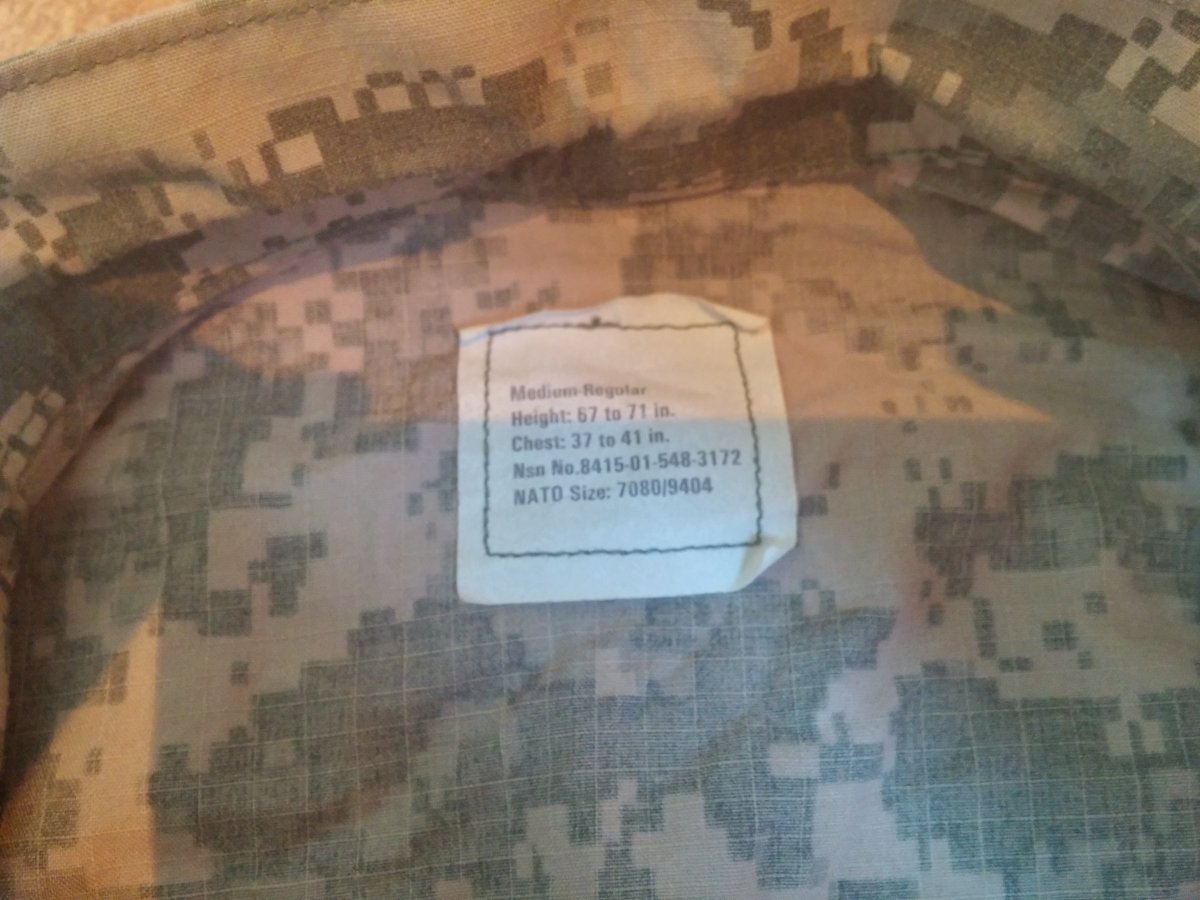 Medium-Regular
Height: 67 to 71 in.
Chest: 37 to 41 in.
Nsn No.8415-01-548-3172
NATO Size: 7080/9404